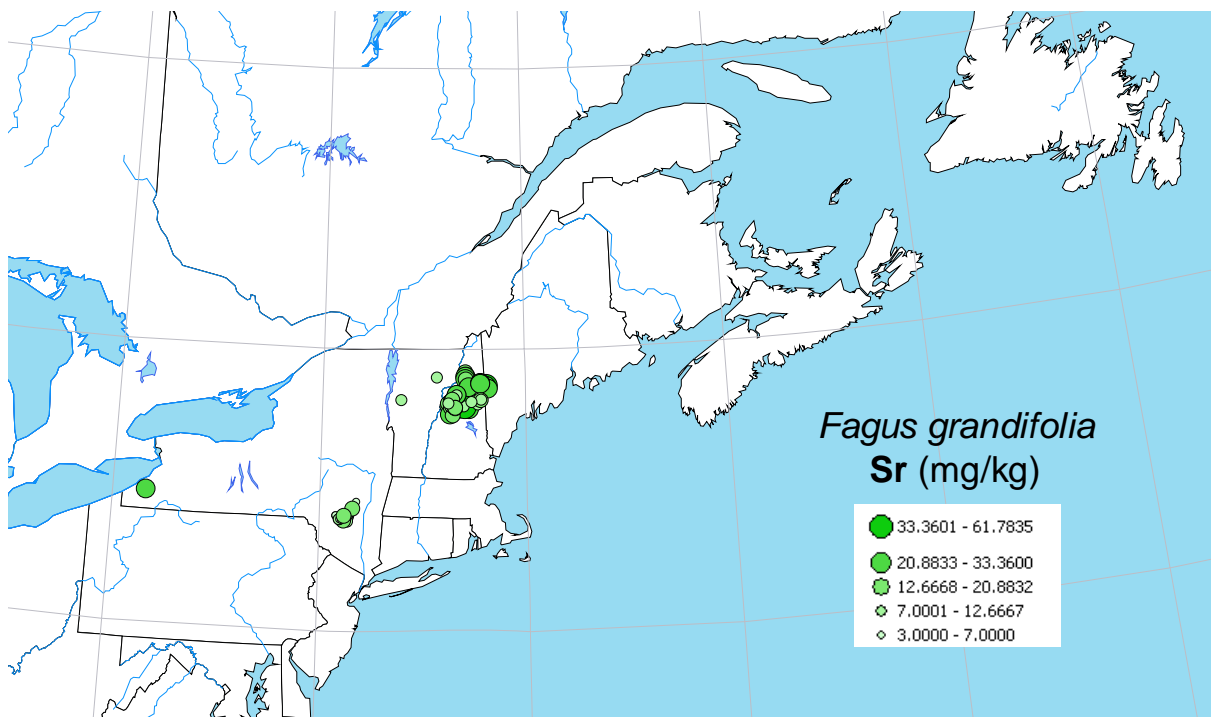 Fagus grandifolia
Sr (mg/kg)
33.3601 - 61.7835
20.8833 - 33.3600
12.6668 - 20.8832
7.0001 - 12.6667
3.0000 - 7.0000